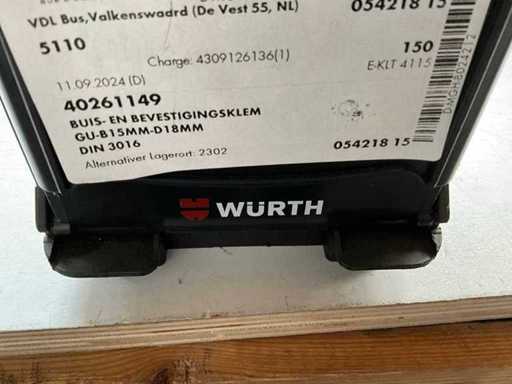 VDL Bus,Valkenswaard (De Vest 55, NL)
054218 15
5110
150
Charge: 4309126136(1)
E-KLT 4115
11.09.2024 (D)
40261149
BUIS- EN BEVESTIGINGSKLEM
GU-B15MM-D18MM
DIN 3016
054218 15
Alternativer Lagerort: 2302
DMGH8024212
WÜRTH